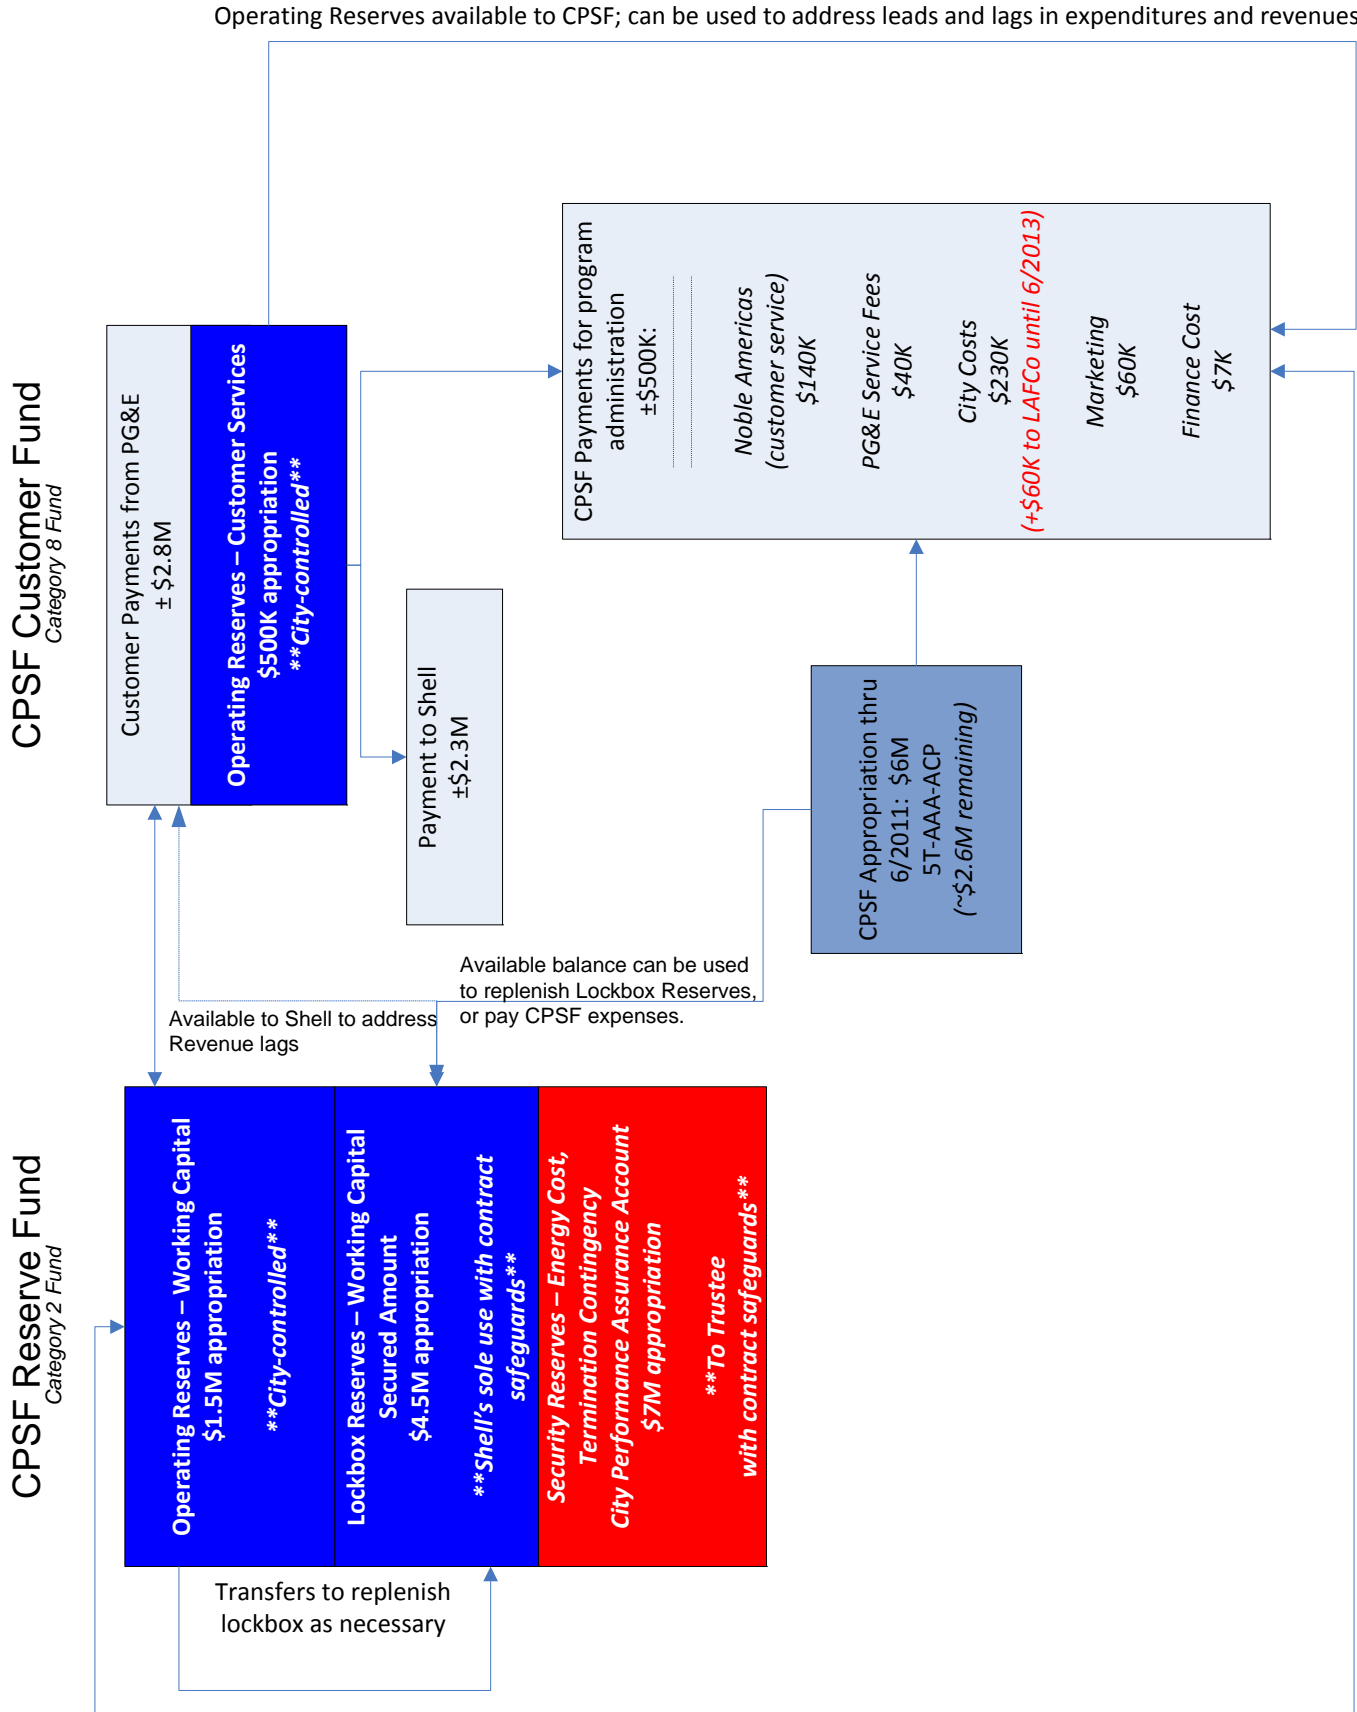 Operating Reserves available to CPSF; can be used to address leads and lags in expenditures and revenues
CPSF Reserve Fund
Category 2 Fund
CPSF Customer Fund
Category 8 Fund
Operating Reserves – Working Capital
$1.5M appropriation
**City-controlled**
Lockbox Reserves – Working Capital
Secured Amount
$4.5M appropriation
**Shell's sole use with contract
safeguards**
Security Reserves – Energy Cost,
Termination Contingency
City Performance Assurance Account
$7M appropriation
**To Trustee
with contract safeguards**
Transfers to replenish
lockbox as necessary
Available to Shell to address
Revenue lags
Available balance can be used
to replenish Lockbox Reserves,
or pay CPSF expenses.
Customer Payments from PG&E
± $2.8M
Operating Reserves – Customer Services
$500K appropriation
**City-controlled**
Payment to Shell
±$2.3M
CPSF Appropriation thru
6/2011: $6M
5T-AAA-ACP
(~$2.6M remaining)
CPSF Payments for program
administration
±$500K:
Noble Americas
(customer service)
$140K
PG&E Service Fees
$40K
City Costs
$230K
(+$60K to LAFCo until 6/2013)
Marketing
$60K
Finance Cost
$7K